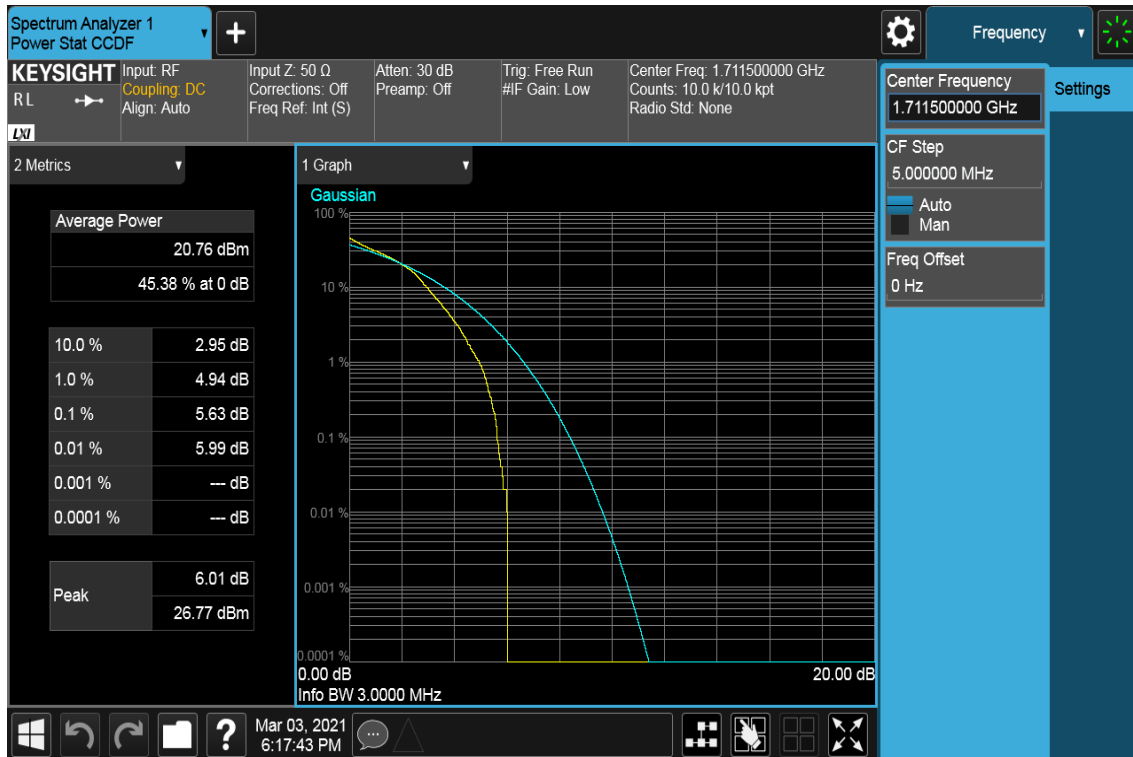 Spectrum Analyzer 1
Power Stat CCDF
+
Frequency
KEYSIGHT
RL
LXI
Input: RF
Coupling: DC
Align: Auto
Input Z: 50 Ω
Corrections: Off
Freq Ref: Int (S)
Atten: 30 dB
Preamp: Off
Trig: Free Run
#IF Gain: Low
Center Freq: 1.711500000 GHz
Counts: 10.0 k/10.0 kpt
Radio Std: None
Center Frequency
1.711500000 GHz
Settings
CF Step
5.000000 MHz
Auto
Man
Freq Offset
0 Hz
2 Metrics
Average Power
20.76 dBm
45.38 % at 0 dB
10.0 % 2.95 dB
1.0 % 4.94 dB
0.1 % 5.63 dB
0.01 % 5.99 dB
0.001 % --- dB
0.0001 % --- dB
Peak
6.01 dB
26.77 dBm
1 Graph
Gaussian
100 %
10 %
1 %
0.1 %
0.01 %
0.001 %
0.0001 %
0.00 dB 20.00 dB
Info BW 3.0000 MHz
?
Mar 03, 2021
6:17:43 PM